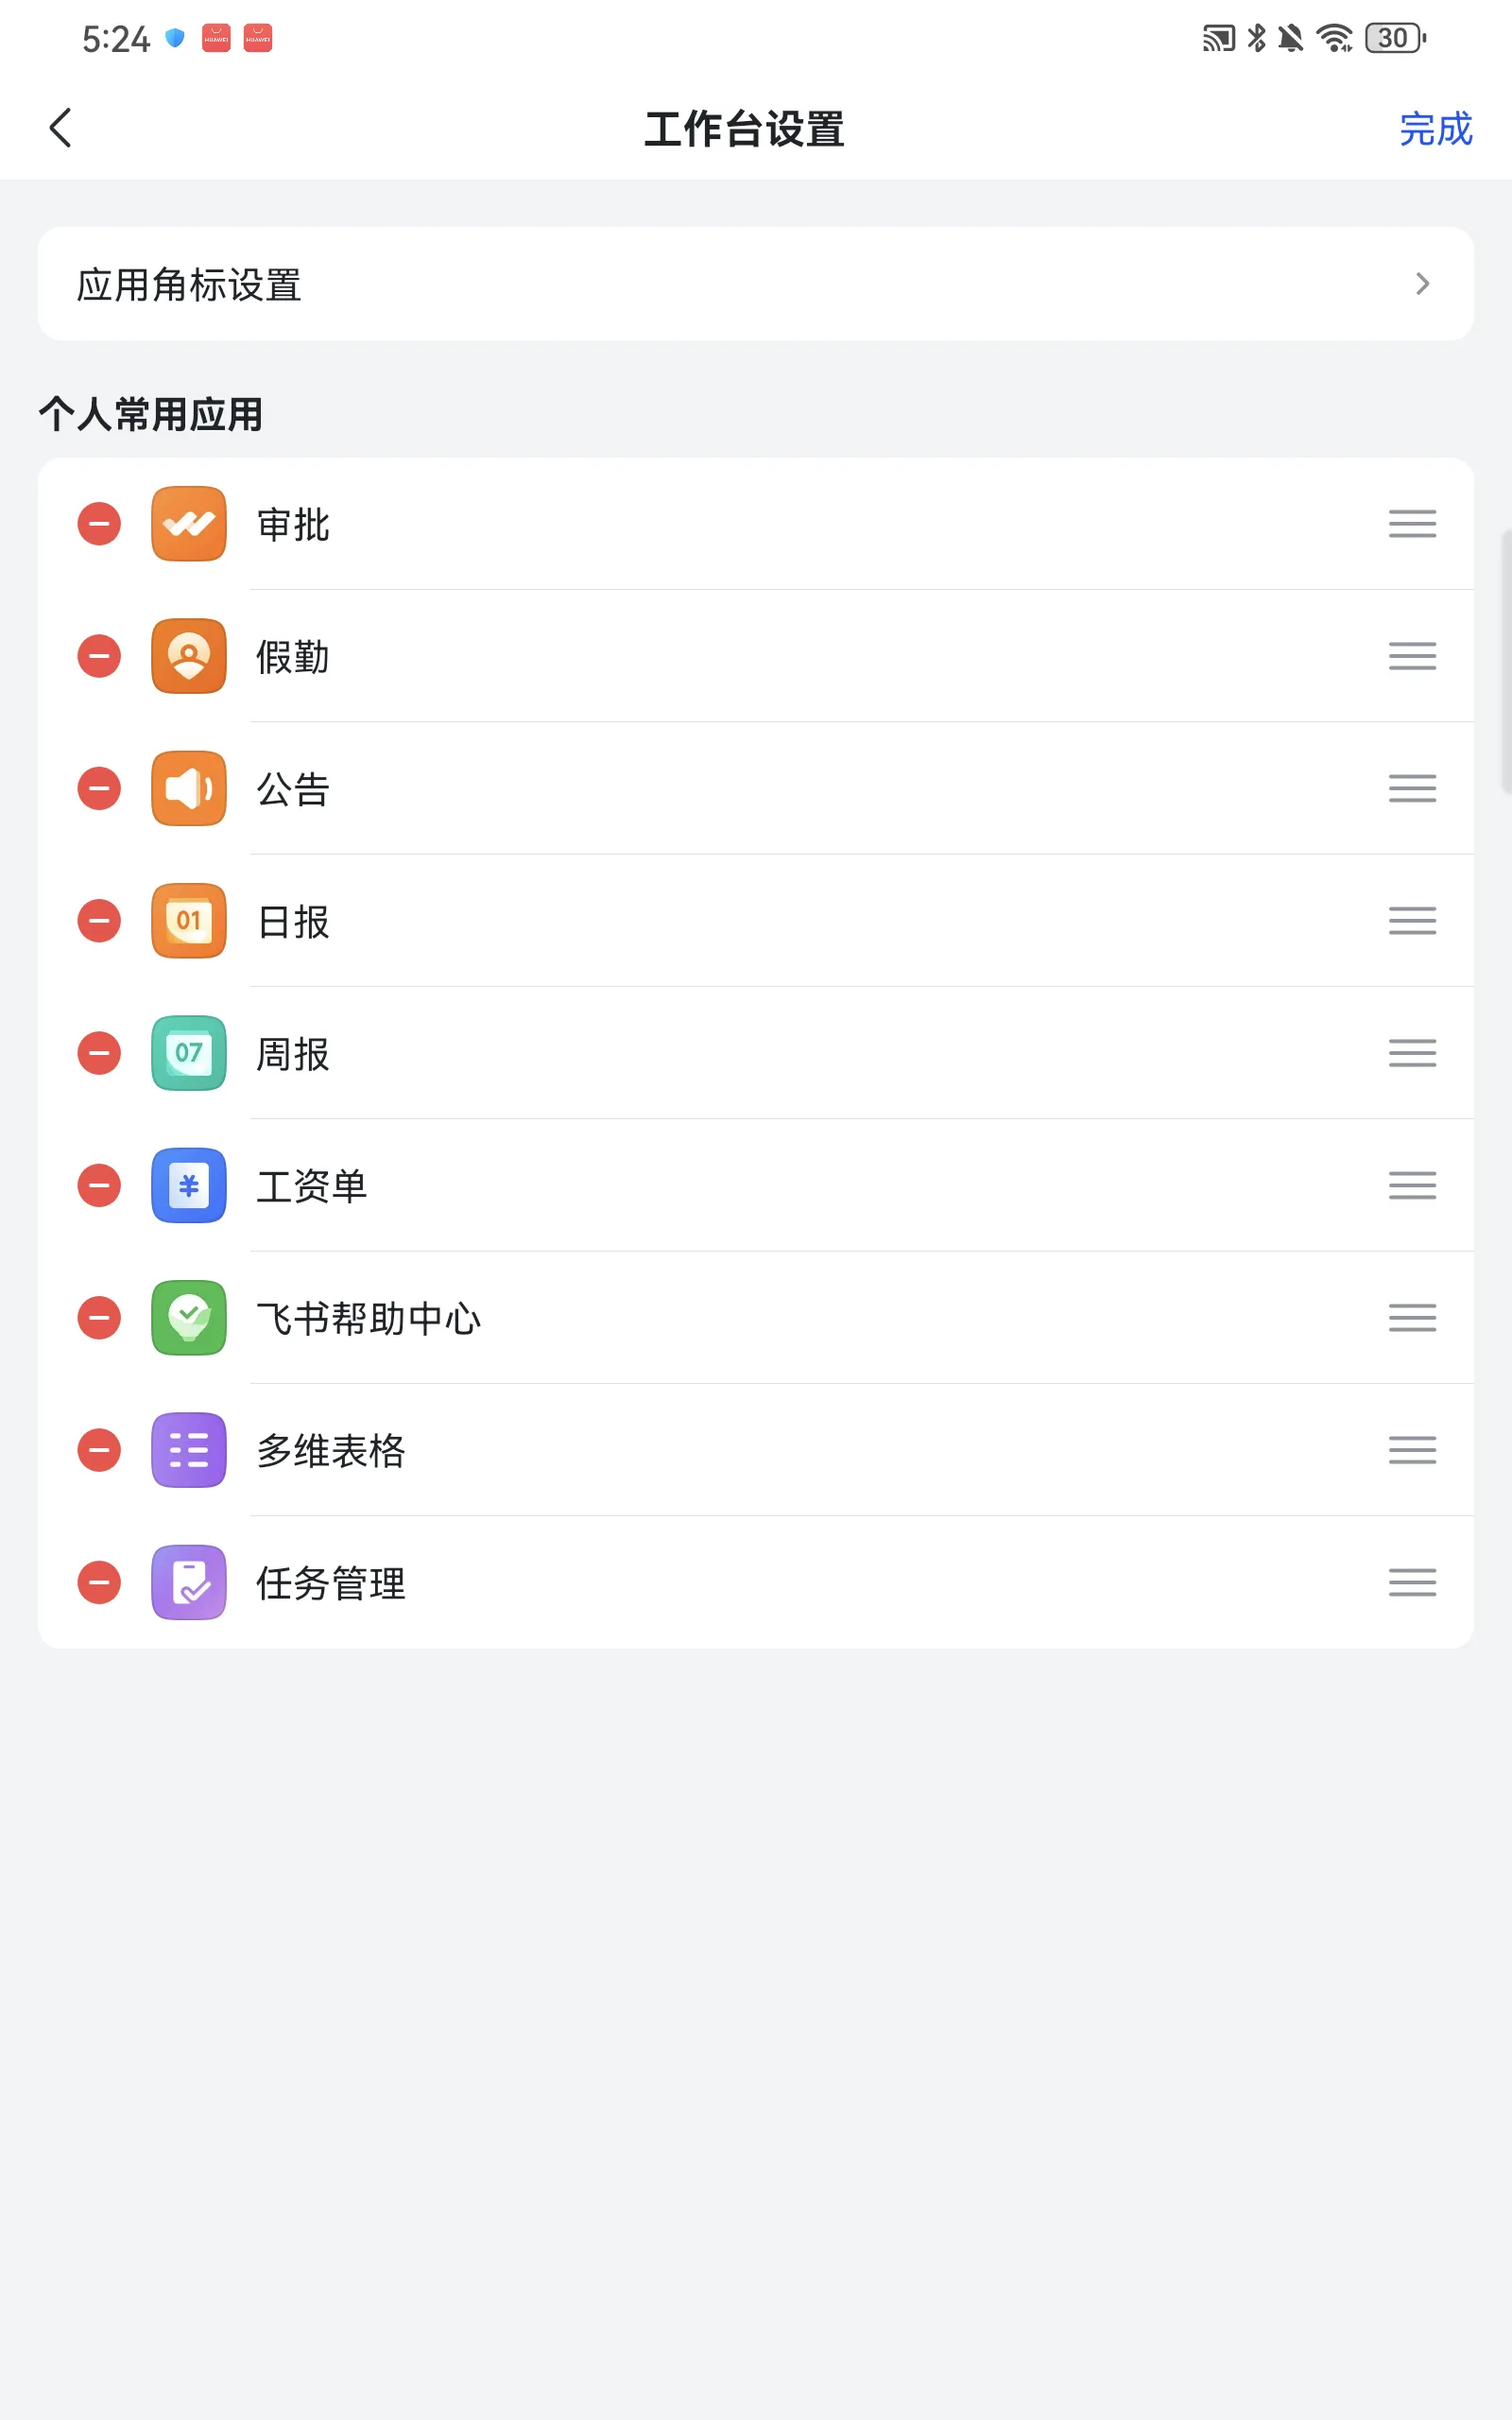 5:24
HUAWEI HUAWEI
30
工作台设置
完成
应用角标设置
个人常用应用
审批
假勤
公告
01
日报
07
周报
¥
工资单
飞书帮助中心
多维表格
任务管理